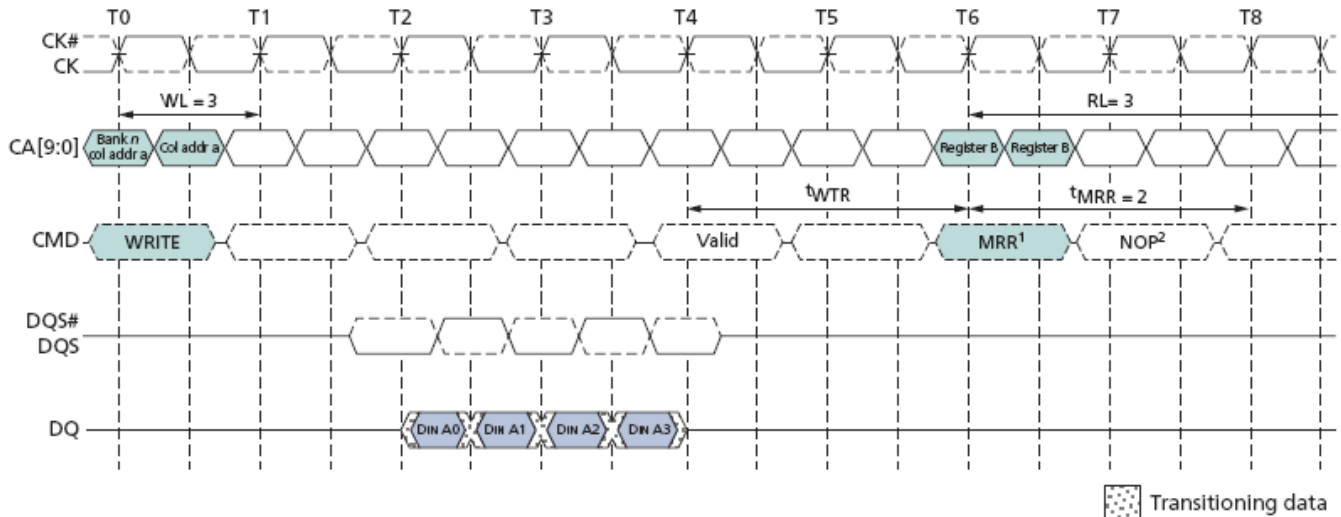 T0 T1 T2 T3 T4 T5 T6 T7 T8
CK#
CK
WL = 3 RL= 3
CA[9:0] Bank n col addr a Col addr a Register B Register B
tWTR tMRR = 2
CMD WRITE Valid MRR1 NOP2
DQS#
DQS
DQ DIN A0 DIN A1 DIN A2 DIN A3
Transitioning data